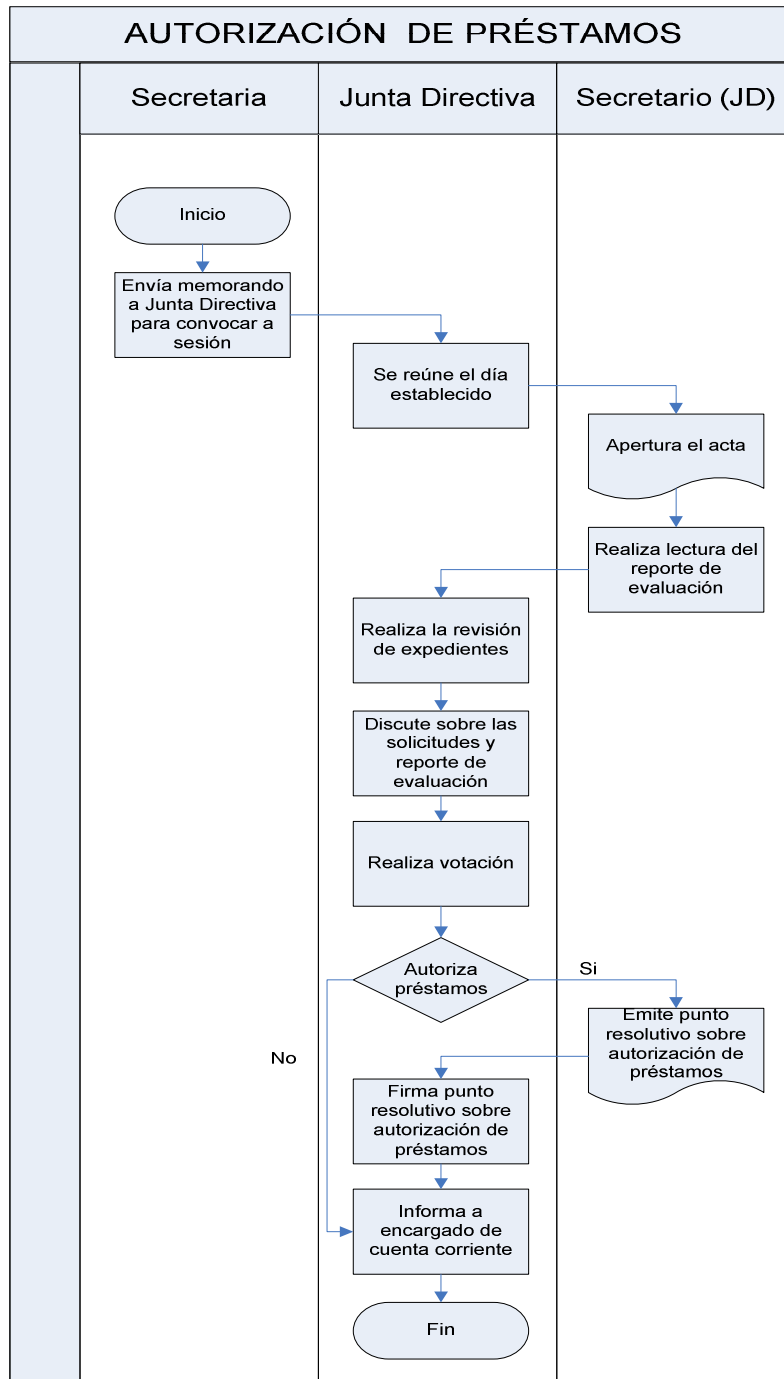 AUTORIZACIÓN DE PRÉSTAMOS
Secretaria
Junta Directiva
Secretario (JD)
Inicio
Envía memorando
a Junta Directiva
para convocar a
sesión
Se reúne el día
establecido
Apertura el acta
Realiza lectura del
reporte de
evaluación
Realiza la revisión
de expedientes
Discute sobre las
solicitudes y
reporte de
evaluación
Realiza votación
Autoriza
préstamos
Si
Emite punto
resolutivo sobre
autorización de
préstamos
No
Firma punto
resolutivo sobre
autorización de
préstamos
Informa a
encargado de
cuenta corriente
Fin